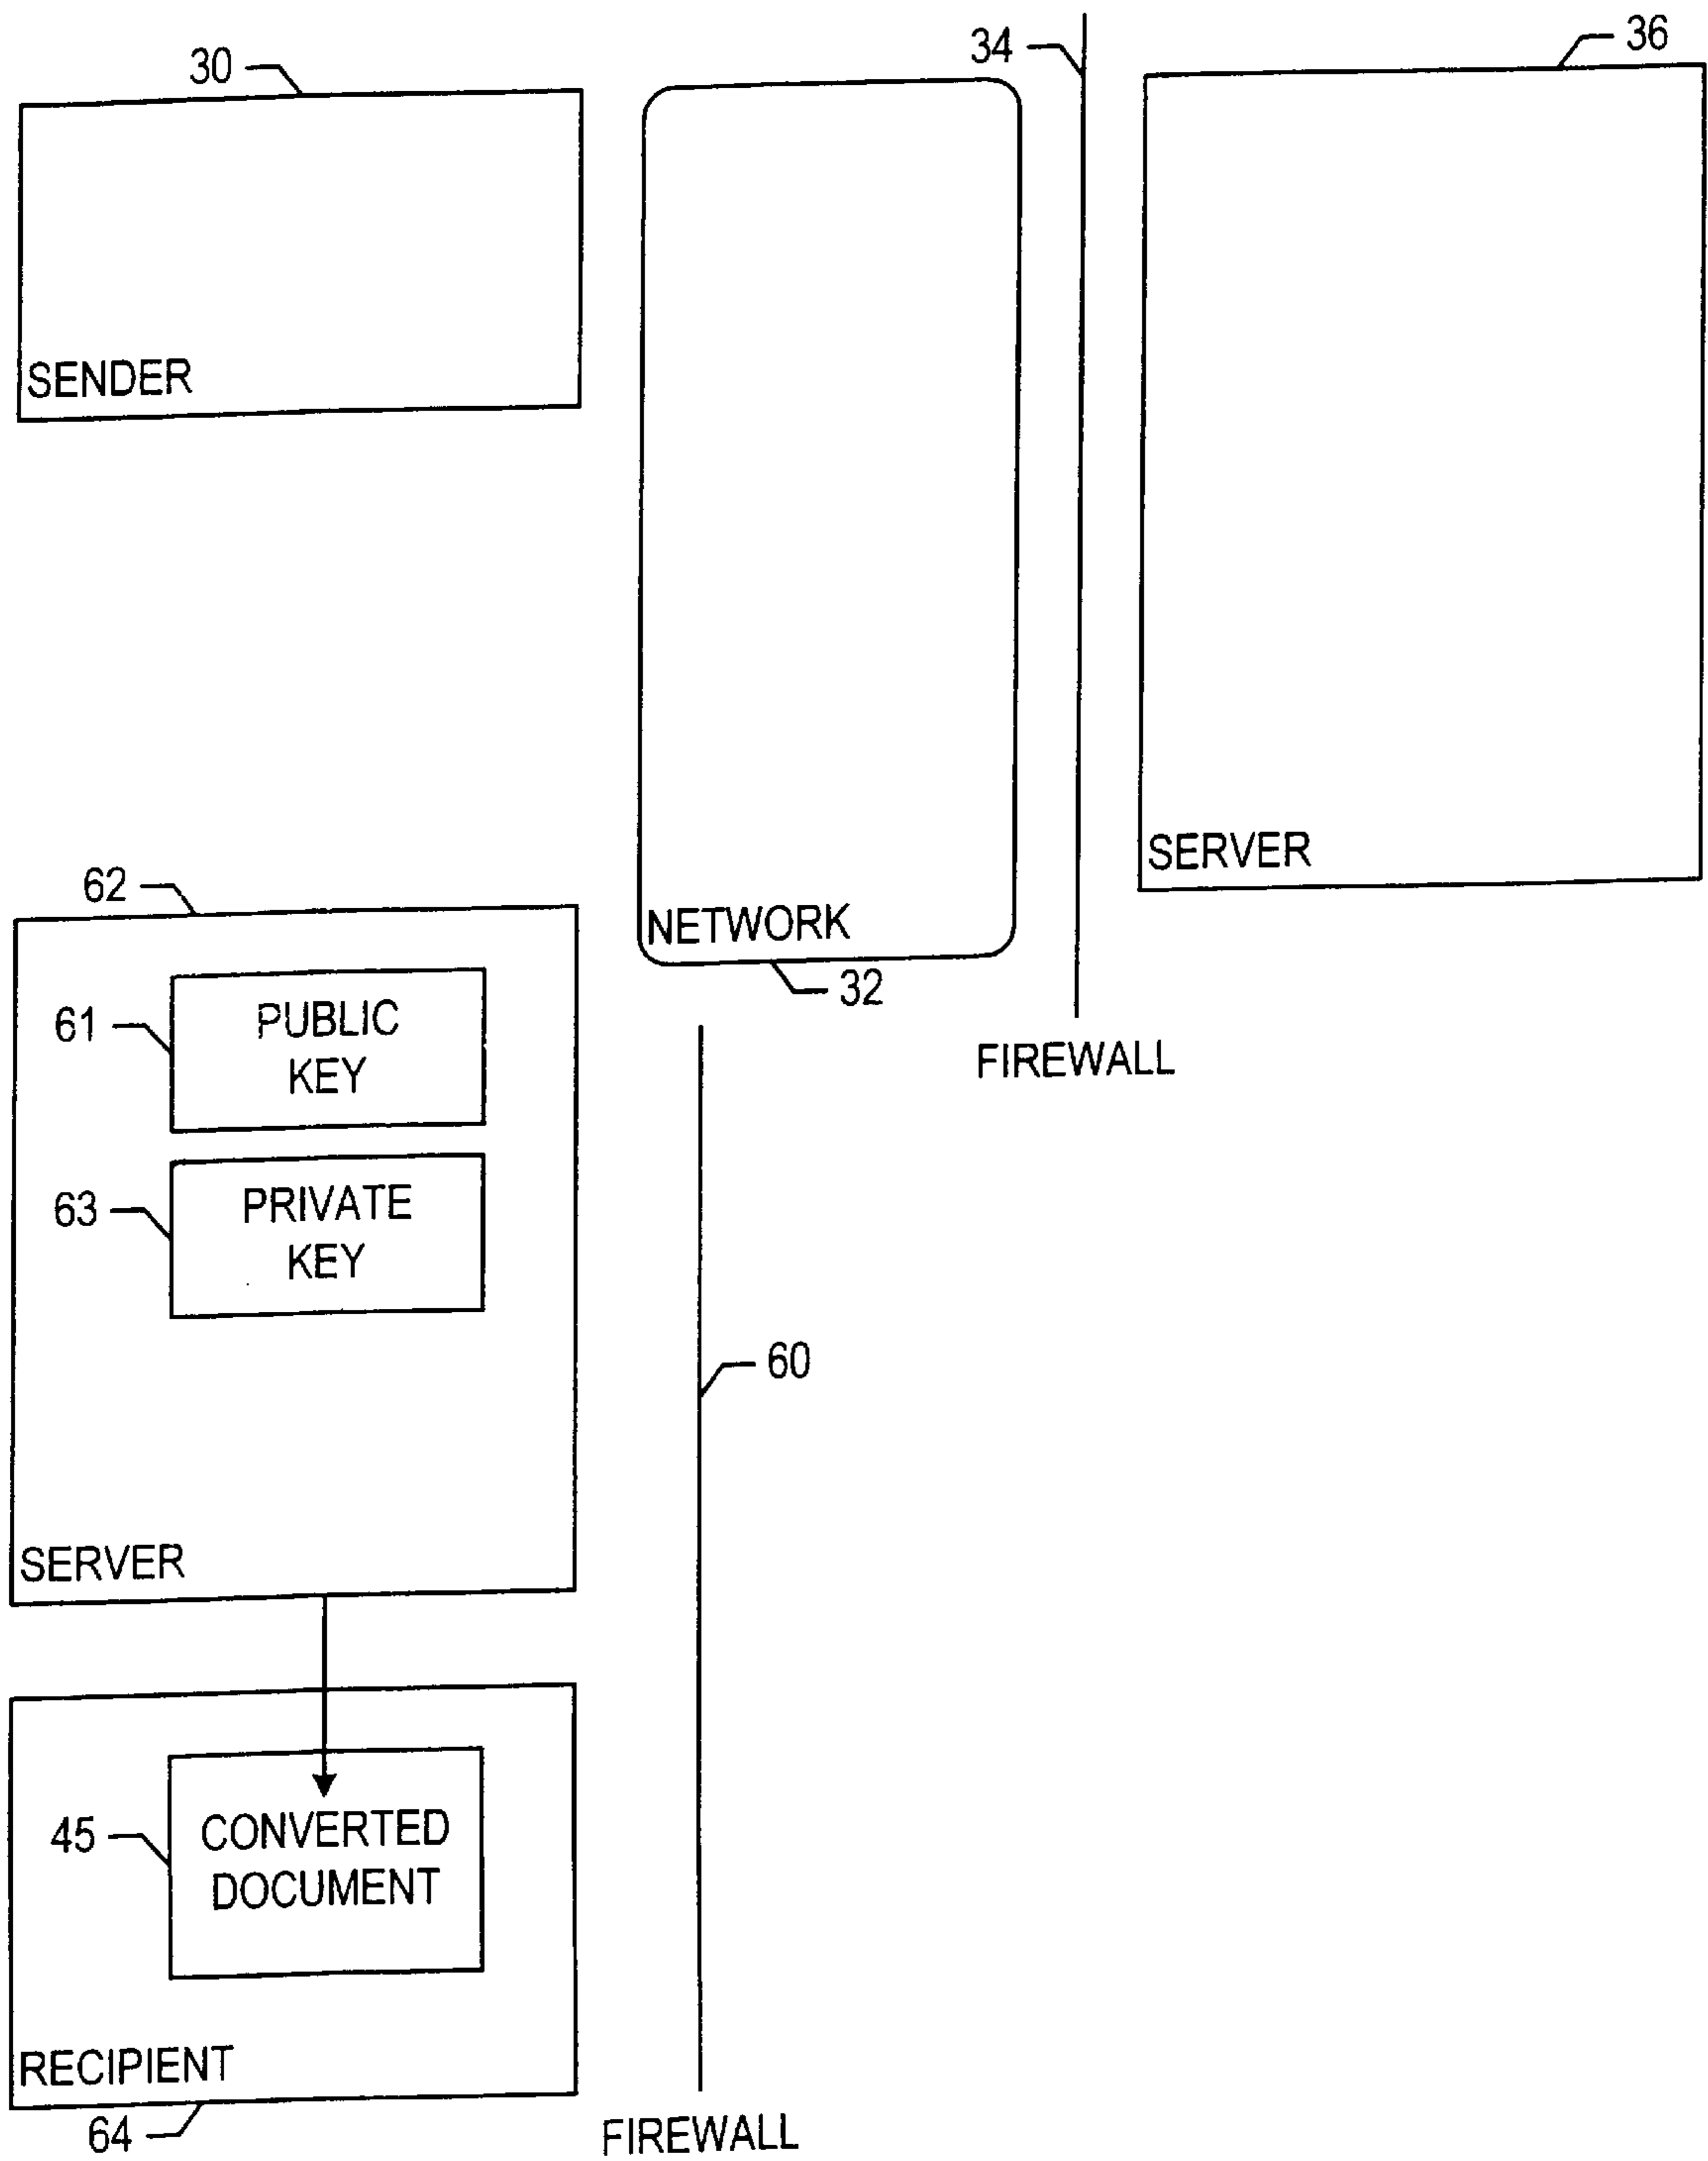 30
34
36
SENDER
SERVER
62
NETWORK
32
61
PUBLIC
KEY
FIREWALL
63
PRIVATE
KEY
60
SERVER
45
CONVERTED
DOCUMENT
RECIPIENT
64
FIREWALL